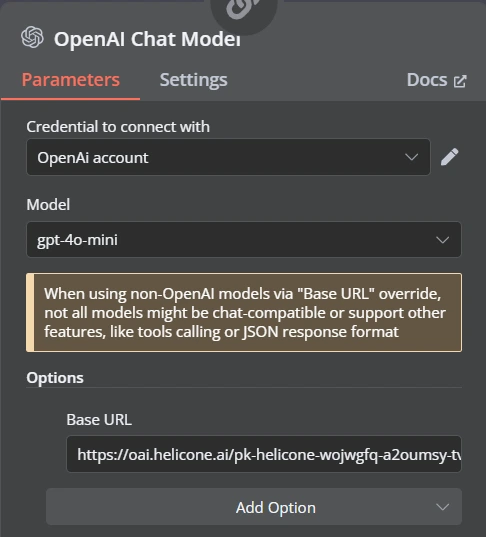 OpenAI Chat Model
Parameters Settings Docs
Credential to connect with
OpenAi account
Model
gpt-4o-mini
When using non-OpenAI models via "Base URL" override,
not all models might be chat-compatible or support other
features, like tools calling or JSON response format
Options
Base URL
https://oai.helicone.ai/pk-helicone-wojwgfq-a2oumsy-tv
Add Option